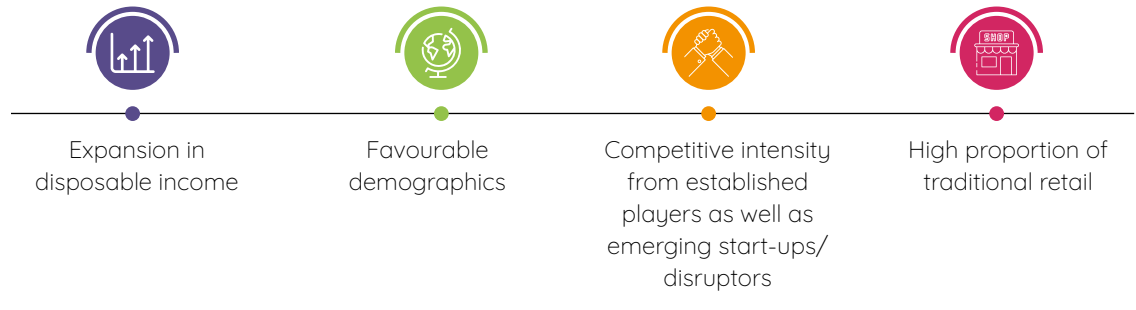 SHOP
Expansion in
disposable income
Favourable
demographics
Competitive intensity
from established
players as well as
emerging start-ups/
disruptors
High proportion of
traditional retail